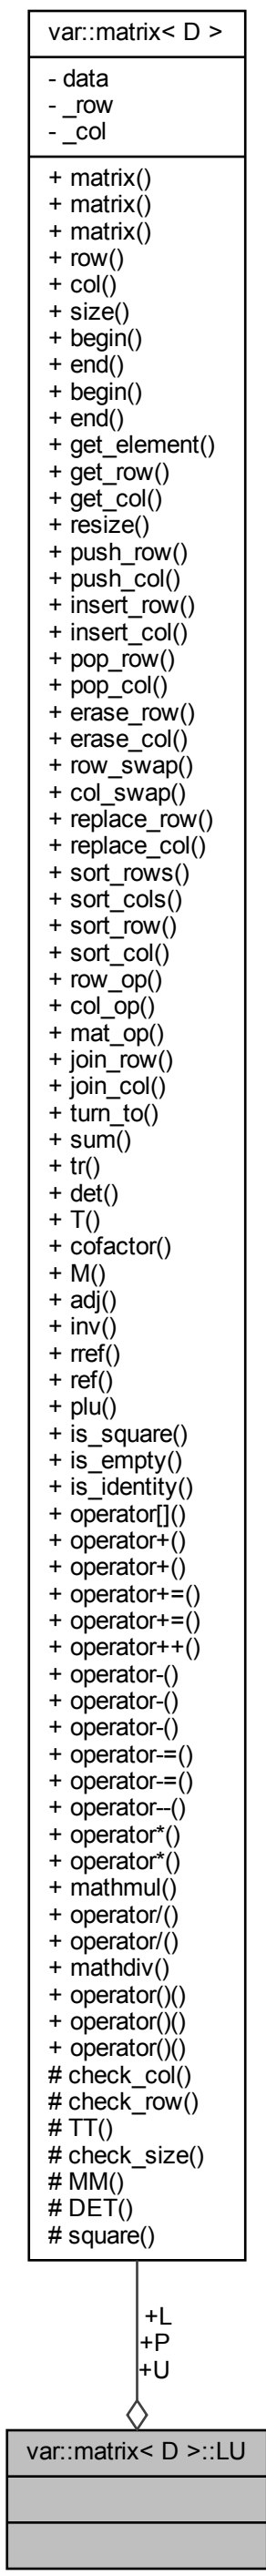 var::matrix< D >
- data
- _row
- _col
+ matrix()
+ matrix()
+ matrix()
+ row()
+ col()
+ size()
+ begin()
+ end()
+ begin()
+ end()
+ get_element()
+ get_row()
+ get_col()
+ resize()
+ push_row()
+ push_col()
+ insert_row()
+ insert_col()
+ pop_row()
+ pop_col()
+ erase_row()
+ erase_col()
+ row_swap()
+ col_swap()
+ replace_row()
+ replace_col()
+ sort_rows()
+ sort_cols()
+ sort_row()
+ sort_col()
+ row_op()
+ col_op()
+ mat_op()
+ join_row()
+ join_col()
+ turn_to()
+ sum()
+ tr()
+ det()
+ T()
+ cofactor()
+ M()
+ adj()
+ inv()
+ rref()
+ ref()
+ plu()
+ is_square()
+ is_empty()
+ is_identity()
+ operator[]()
+ operator+()
+ operator+()
+ operator+=()
+ operator+=()
+ operator++()
+ operator-()
+ operator-()
+ operator-()
+ operator-=()
+ operator-=()
+ operator--()
+ operator*()
+ operator*()
+ mathmul()
+ operator/()
+ operator/()
+ mathdiv()
+ operator()()
+ operator()()
+ operator()()
# check_col()
# check_row()
# TT()
# check_size()
# MM()
# DET()
# square()
+L
+P
+U
var::matrix< D >::LU